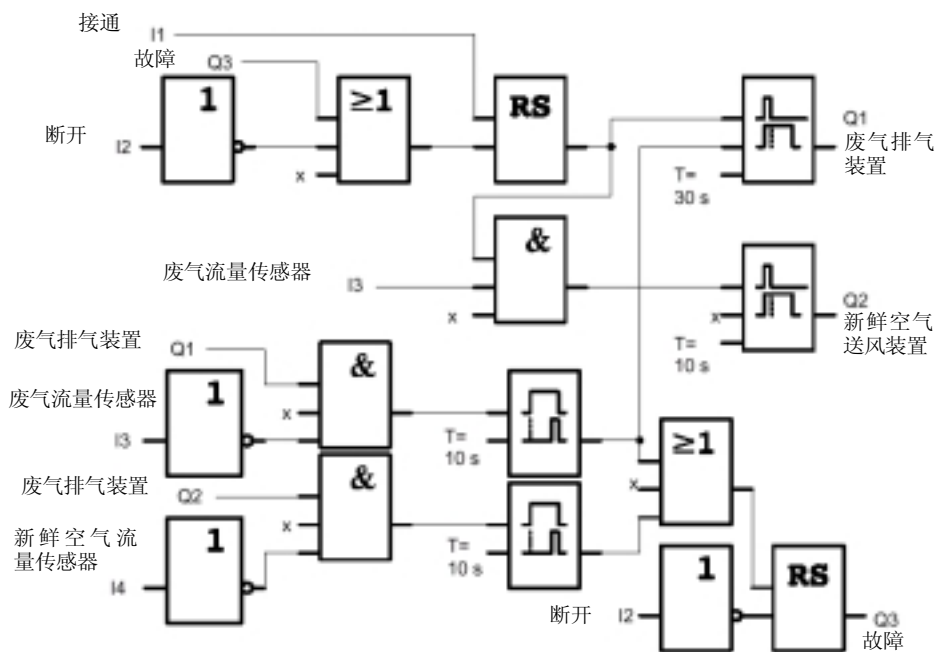 接通
I1
故障
Q3
1
≥1
RS
Q1
断开
I2
废气排气
装置
x
T=
30 s
&
废气流量传感器
I3
x
Q2
x
新鲜空气
送风装置
T=
10 s
废气排气装置
Q1
&
1
废气流量传感器
x
I3
T=
10 s
≥1
废气排气装置
Q2
&
x
x
新鲜空气流
量传感器
1
T=
10 s
I4
1
RS
断开
I2
Q3
故障